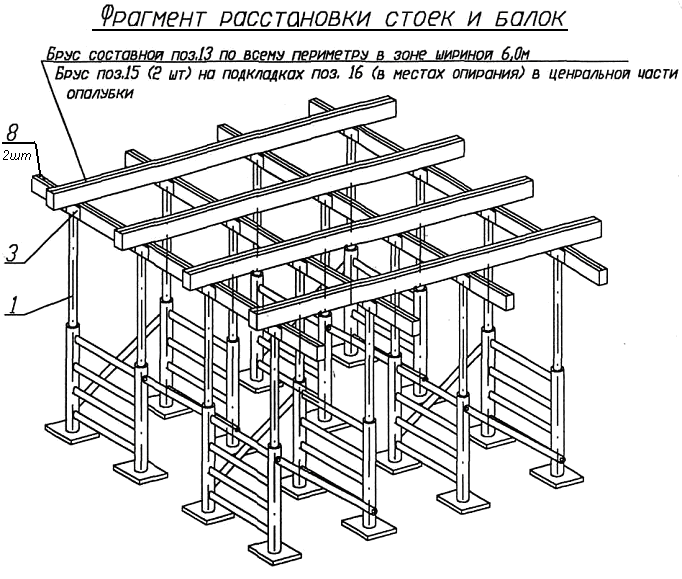 Фрагмент расстановки стоек и балок
Брус составной поз.13 по всему периметру в зоне шириной 6,0м
Брус поз.15 (2 шт) на подкладках поз. 16 (в местах опирания) в ценральной части
опалубки
8
2шт
3
1